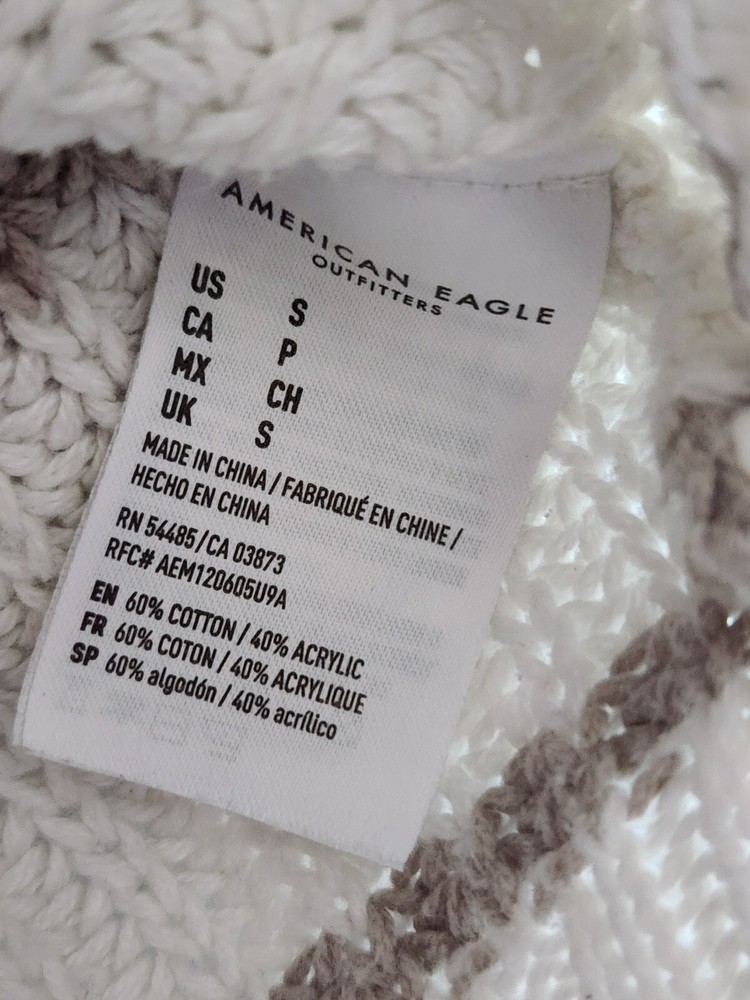 AMERICAN EAGLE
OUTFITTERS
US S
CA P
MX CH
UK S
MADE IN CHINA / FABRIQUÉ EN CHINE /
HECHO EN CHINA
RN 54485/CA 03873
RFC# AEM120605U9A
EN 60% COTTON / 40% ACRYLIC
FR 60% COTON / 40% ACRYLIQUE
SP 60% algodón / 40% acrílico